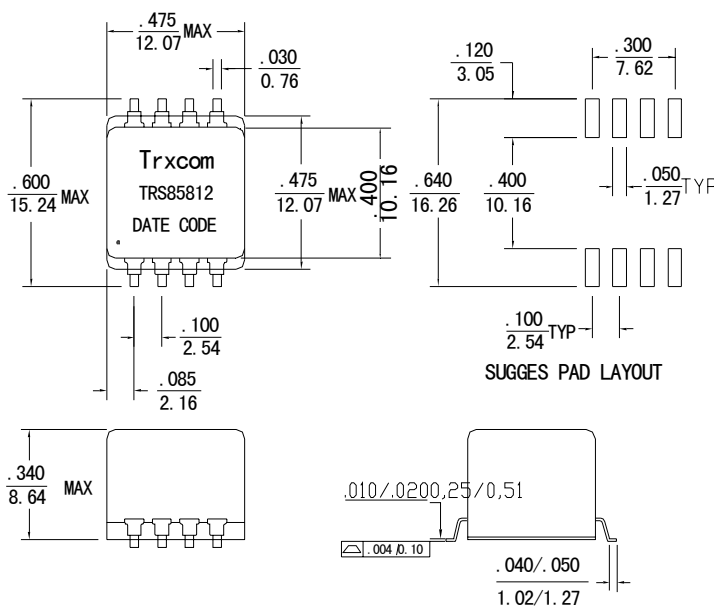 .475
12.07 MAX
.030
0.76
.120
3.05
.300
7.62
Trxcom
TRS85812
DATE CODE
.600
15.24 MAX
.475
12.07 MAX
.400
10.16
.640
16.26
.400
10.16
.050
1.27 TYP
.100
2.54
.085
2.16
.100
2.54 TYP
SUGGES PAD LAYOUT
.340
8.64 MAX
.010/.0200,25/0,51
.004/0.10
.040/.050
1.02/1.27